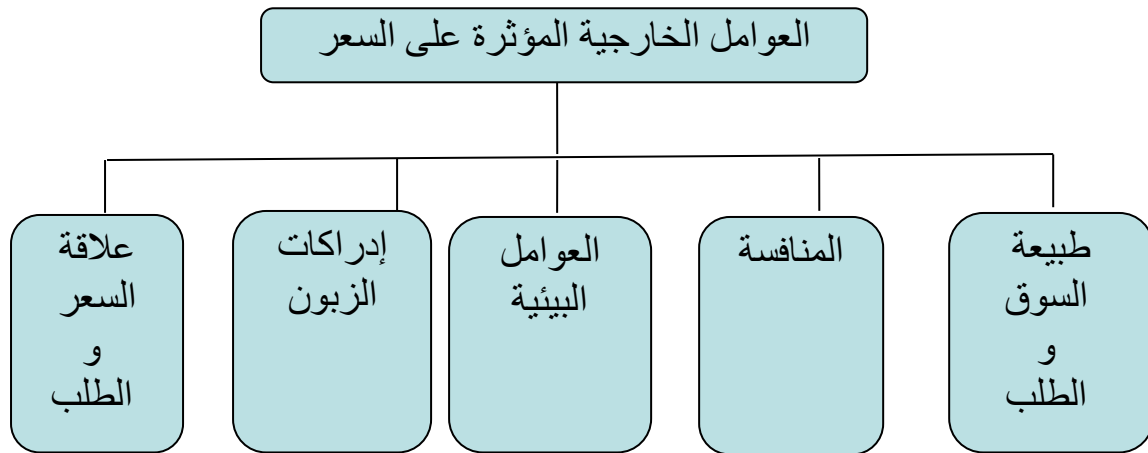 العوامل الخارجية المؤثرة على السعر
طبيعة
السوق
و
الطلب
المنافسة
العوامل
البيئية
إدراكات
الزبون
علاقة
السعر
و
الطلب